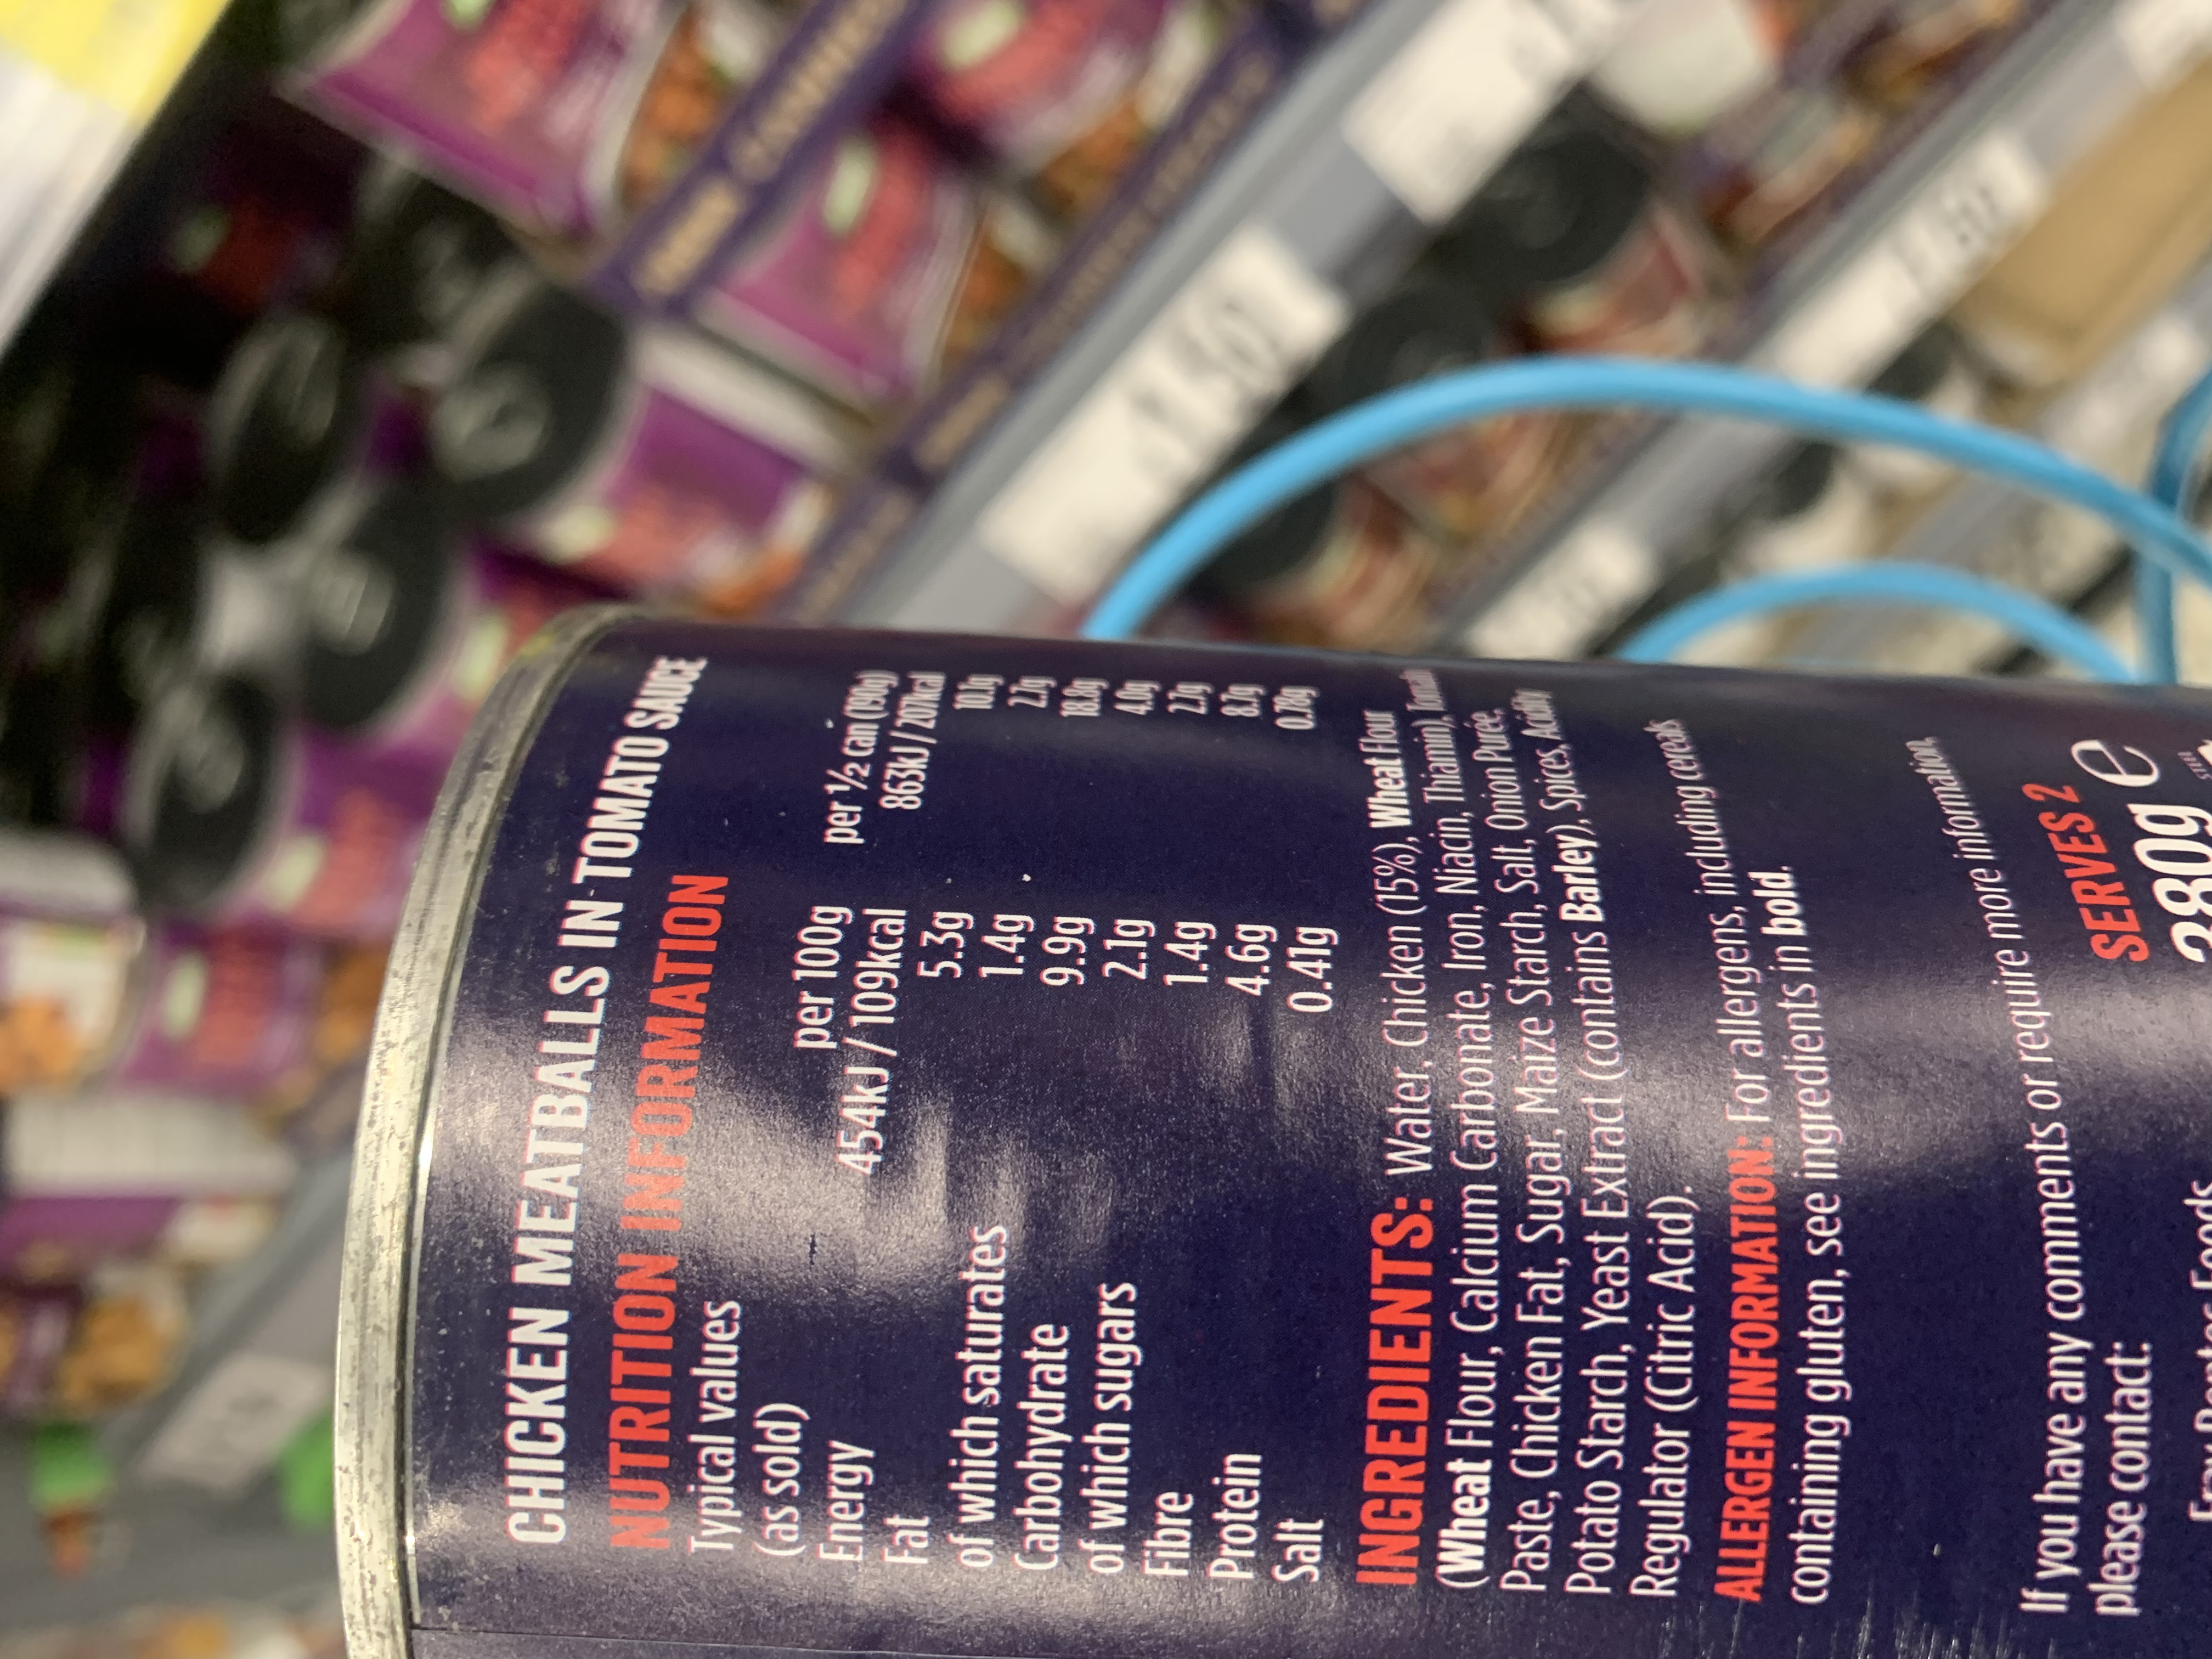 CHICKEN MEATBALLS IN TOMATO SAUCE
NUTRITION INFORMATION
Typical values
(as sold) per 100g per ½ can (190g)
Energy 454kJ / 109kcal 863kJ / 207kcal
Fat 5.3g 10.1g
of which saturates 1.4g 2.7g
Carbohydrate 9.9g 18.8g
of which sugars 2.1g 4.0g
Fibre 1.4g 2.7g
Protein 4.6g 8.7g
Salt 0.41g 0.78g
INGREDIENTS: Water, Chicken (15%), Wheat Flour
(Wheat Flour, Calcium Carbonate, Iron, Niacin, Thiamin), Tomato
Paste, Chicken Fat, Sugar, Maize Starch, Salt, Onion Purée,
Potato Starch, Yeast Extract (contains Barley), Spices, Acidity
Regulator (Citric Acid).
ALLERGEN INFORMATION: For allergens, including cereals
containing gluten, see ingredients in bold.
If you have any comments or require more information,
please contact:
SERVES 2
380g e
STEEL
Fray Bentos Foods